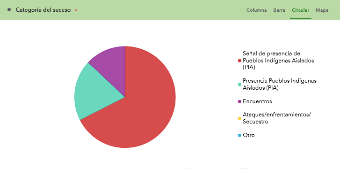 Categoría del suceso
Columna Barra Circular Mapa
Señal de presencia de
Pueblos Indígenas Aislados
(PIA)
Presencia Pueblos Indígenas
Aislados (PIA)
Encuentros
Ataques/enfrentamientos/
Secuestro
Otro